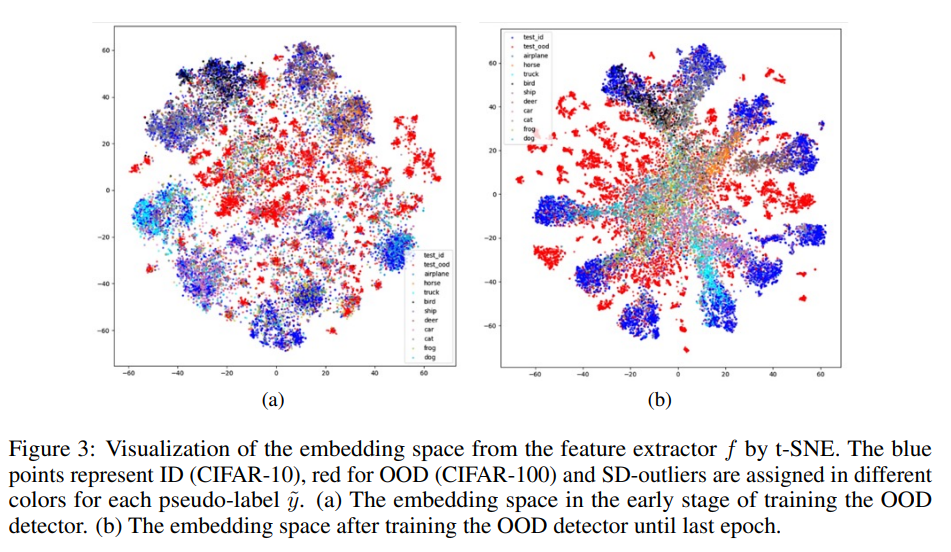 60
40
20
0
−20
−40
−60
−60
−40
−20
0
20
40
60
test_id
test_ood
airplane
horse
truck
bird
ship
deer
car
cat
frog
dog
(a)
test_id
test_ood
airplane
horse
truck
bird
ship
deer
car
cat
frog
dog
60
40
20
0
−20
−40
−60
−60
−40
−20
0
20
40
60
(b)
Figure 3: Visualization of the embedding space from the feature extractor f by t-SNE. The blue
points represent ID (CIFAR-10), red for OOD (CIFAR-100) and SD-outliers are assigned in different
colors for each pseudo-label ỹ. (a) The embedding space in the early stage of training the OOD
detector. (b) The embedding space after training the OOD detector until last epoch.